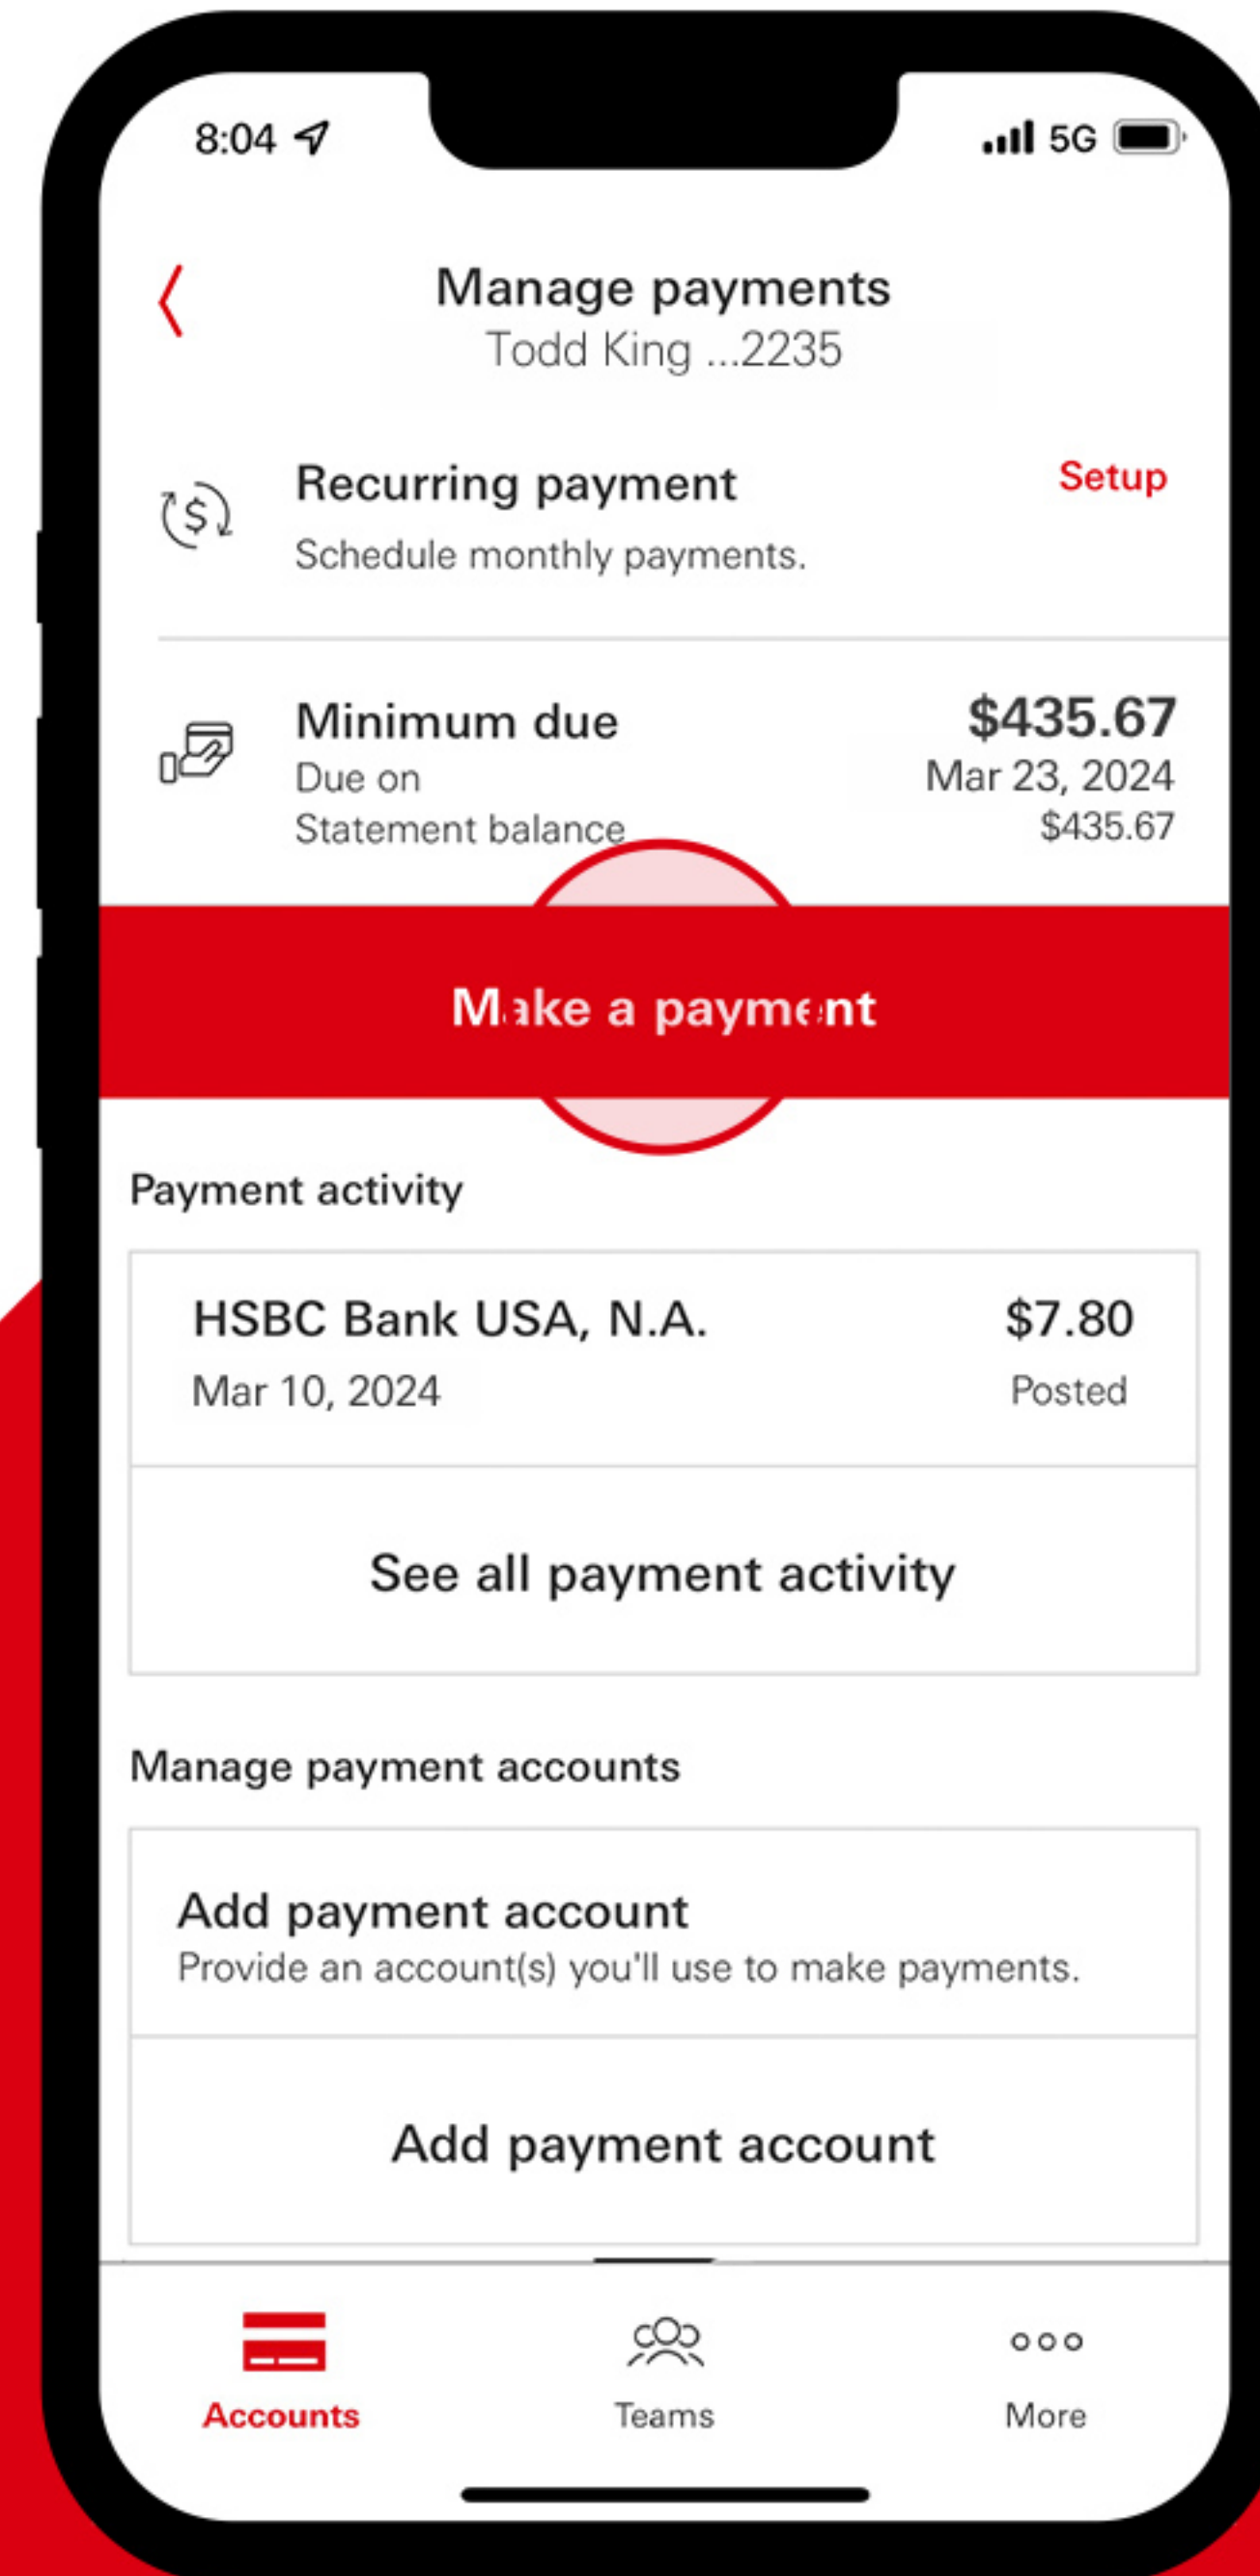 8:04 5G
Manage payments
Todd King ...2235
Recurring payment Setup
Schedule monthly payments.
Minimum due $435.67
Due on Mar 23, 2024
Statement balance $435.67
Make a payment
Payment activity
HSBC Bank USA, N.A. $7.80
Mar 10, 2024 Posted
See all payment activity
Manage payment accounts
Add payment account
Provide an account(s) you'll use to make payments.
Add payment account
Accounts Teams More